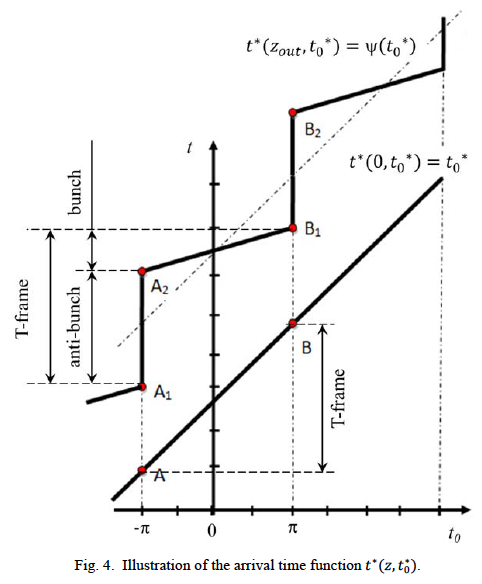 t*(z_out, t₀*) = ψ(t₀*)
B₂
t
t*(0, t₀*) = t₀*
bunch
B₁
A₂
T-frame
anti-bunch
B
A₁
T-frame
A
-π
0
π
t₀
Fig. 4. Illustration of the arrival time function t*(z, t₀*).